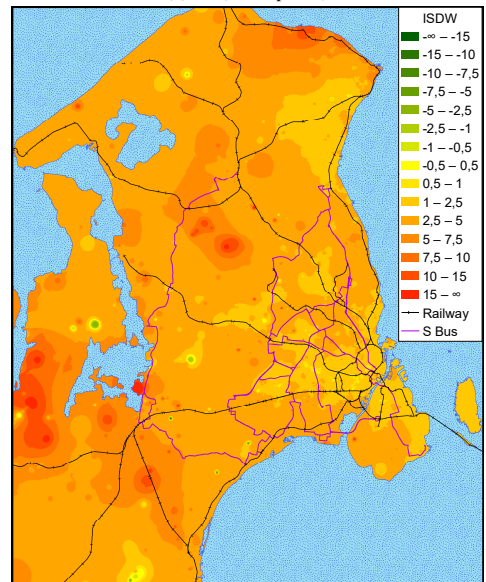 ISDW
-∞ – -15
-15 – -10
-10 – -7,5
-7,5 – -5
-5 – -2,5
-2,5 – -1
-1 – -0,5
-0,5 – 0,5
0,5 – 1
1 – 2,5
2,5 – 5
5 – 7,5
7,5 – 10
10 – 15
15 – ∞
Railway
S Bus